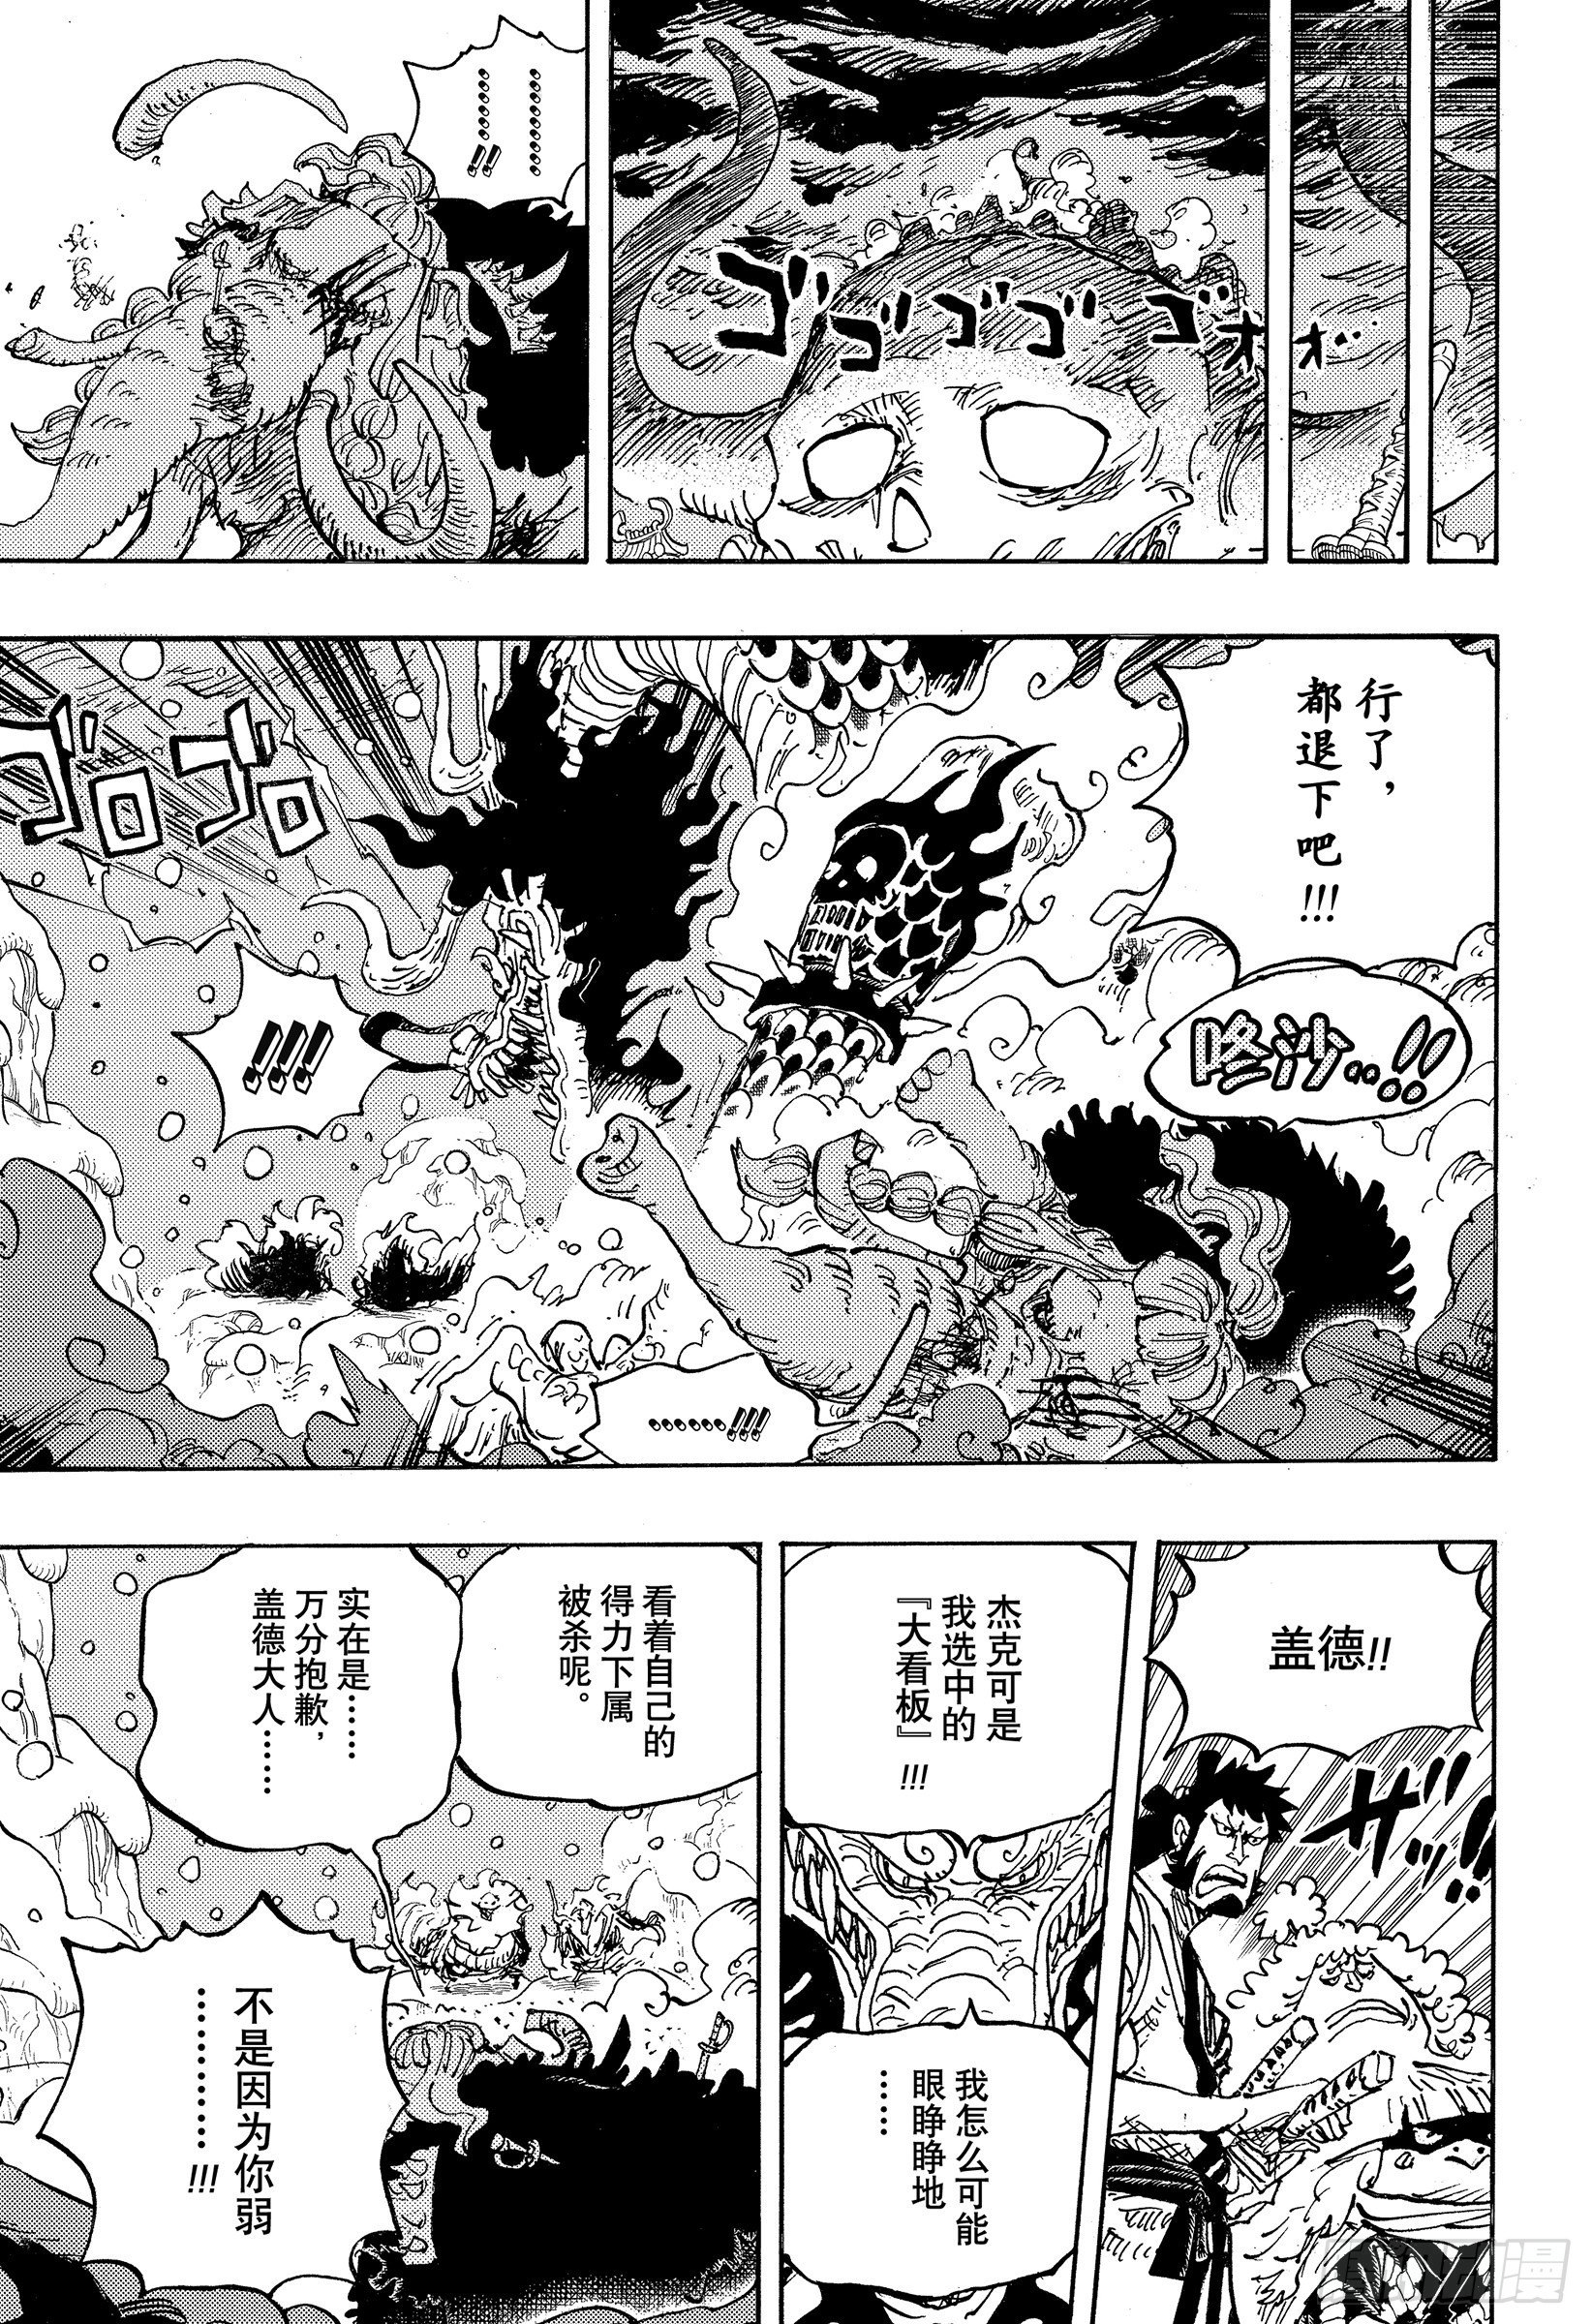 オオ
ゴゴゴゴゴ
………
………!!
行了，
都退下吧!!!
咚沙..!!
!!!
ゴロゴロ
……!!!
盖德!!
ザッ!!
杰克可是
我选中的
『大看板』!!!
我怎么可能
眼睁睁地
……
看着自己的
得力下属
被杀呢。
实在是……
万分抱歉，
盖德大人……
不是因为你弱
…………!!!